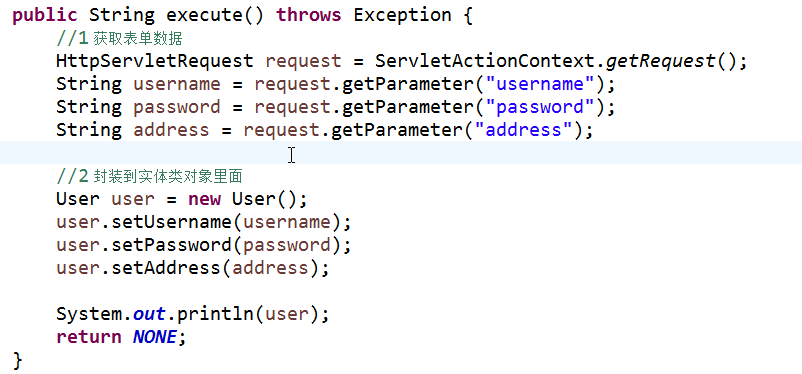 public String execute() throws Exception {
//1 获取表单数据
HttpServletRequest request = ServletActionContext.getRequest();
String username = request.getParameter("username");
String password = request.getParameter("password");
String address = request.getParameter("address");
//2 封装到实体类对象里面
User user = new User();
user.setUsername(username);
user.setPassword(password);
user.setAddress(address);
System.out.println(user);
return NONE;
}